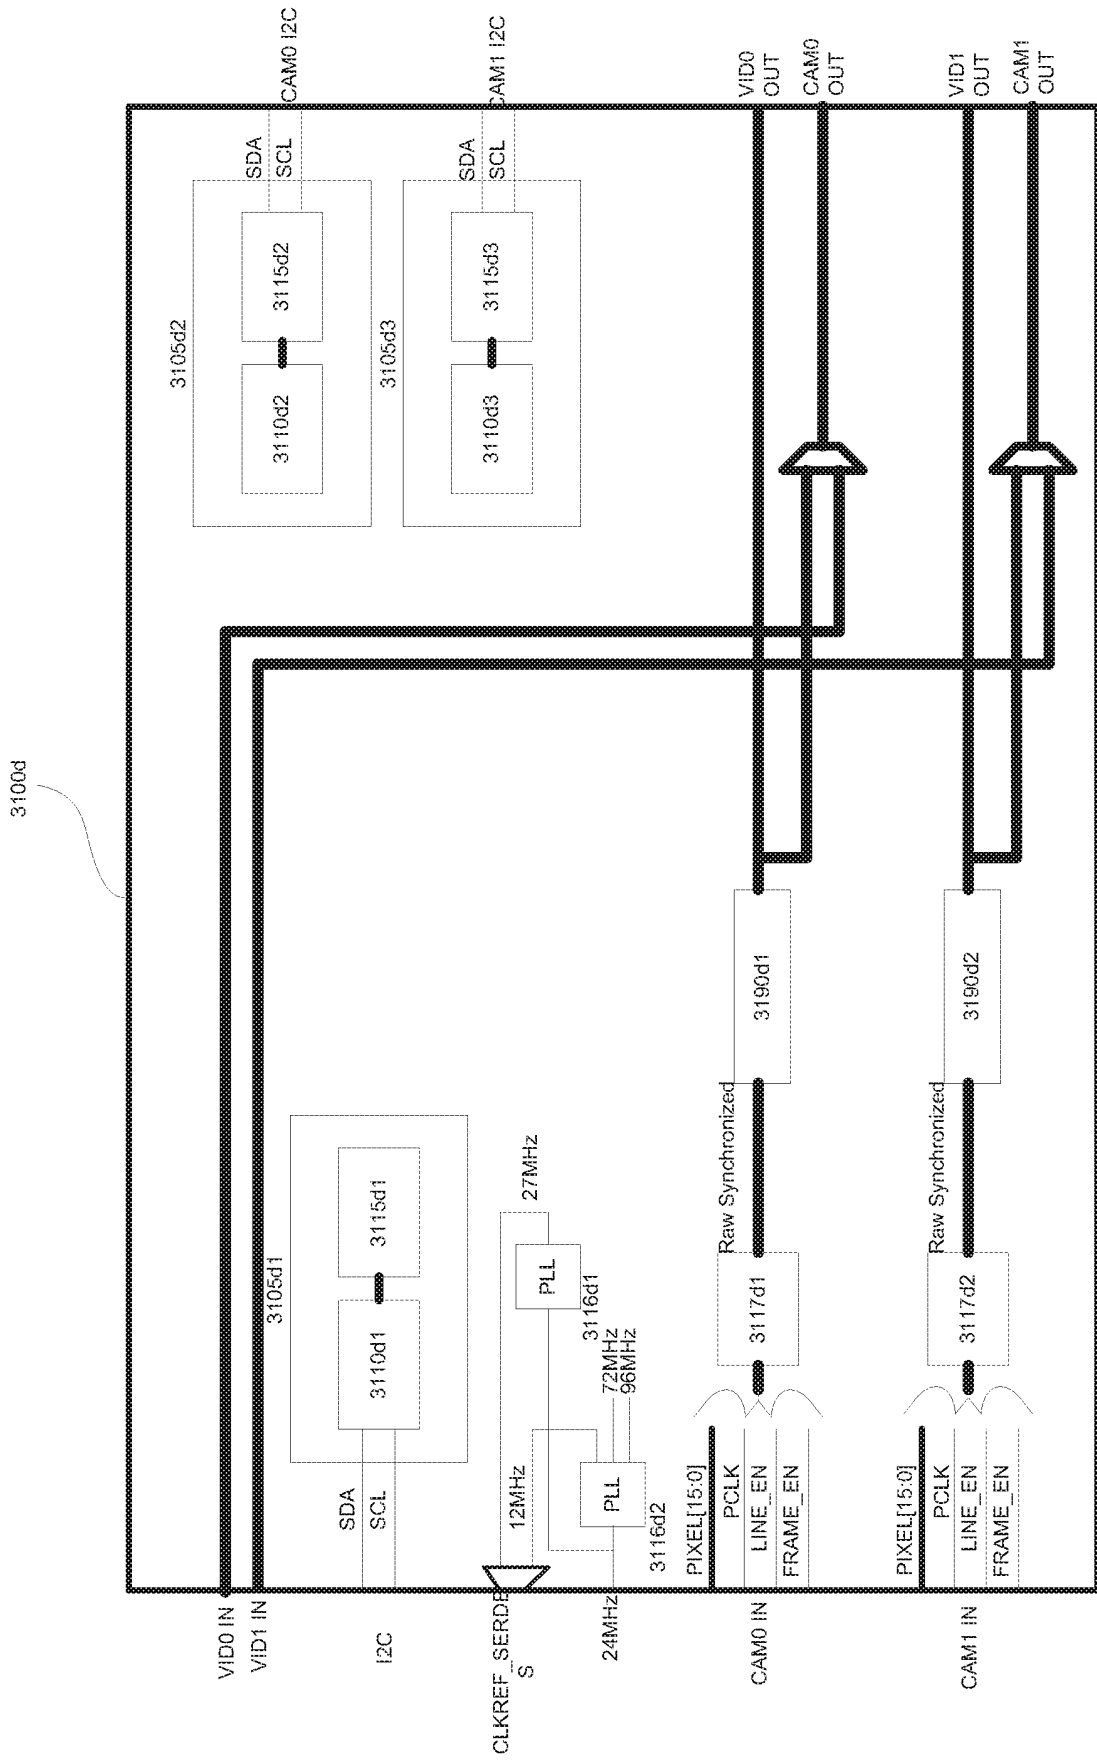 3100d
VID0 IN
VID1 IN
I2C
CLKREF_SERDE
S
24MHz
CAM0 IN
CAM1 IN
3105d1
SDA
SCL
3110d1
3115d1
12MHz
27MHz
PLL
3116d1
72MHz
96MHz
PLL
3116d2
PIXEL[15:0]
PCLK
LINE_EN
FRAME_EN
3117d1
Raw Synchronized
3190d1
PIXEL[15:0]
PCLK
LINE_EN
FRAME_EN
3117d2
Raw Synchronized
3190d2
3105d2
3110d2
3115d2
SDA
SCL
CAM0 I2C
3105d3
3110d3
3115d3
SDA
SCL
CAM1 I2C
VID0
OUT
CAM0
OUT
VID1
OUT
CAM1
OUT